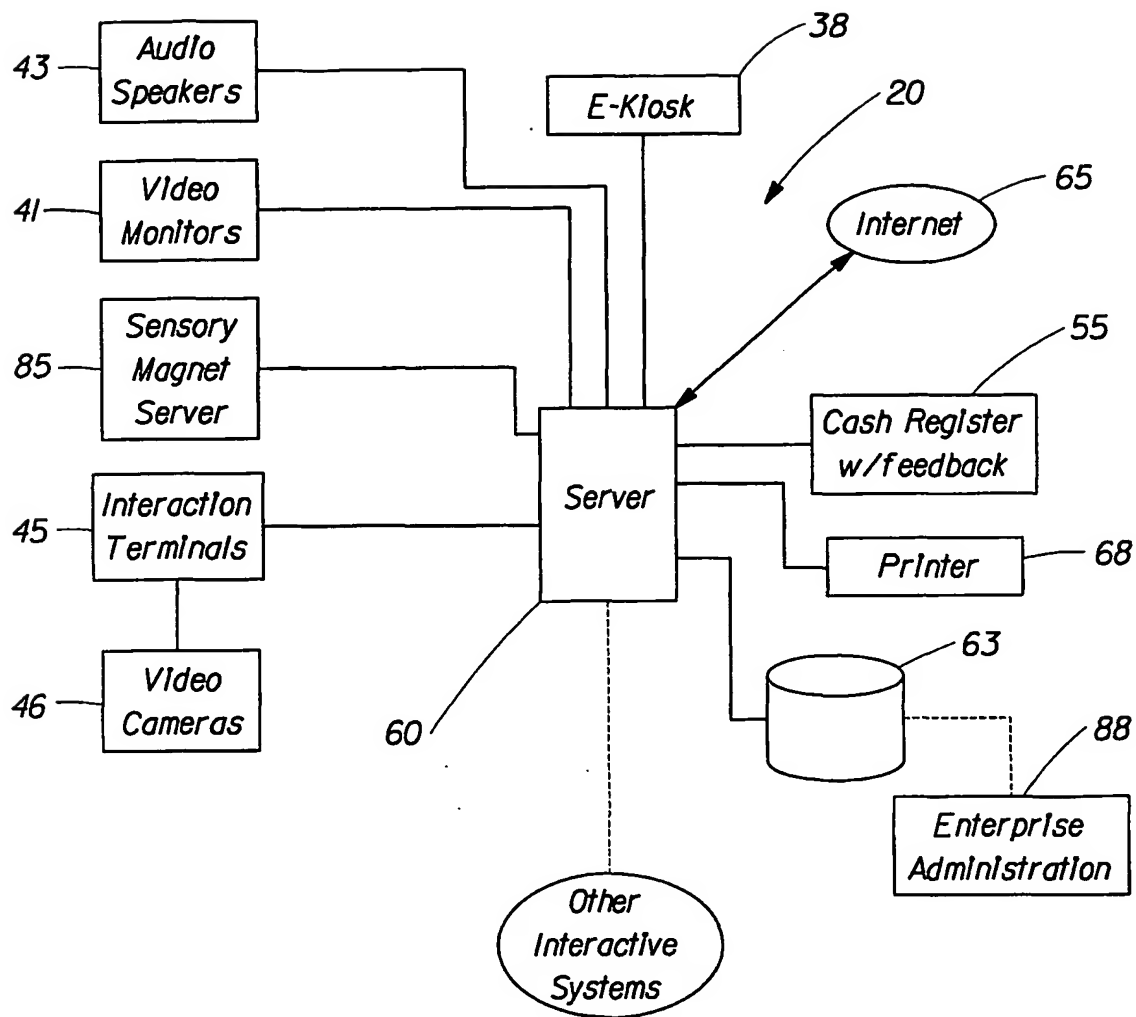 43
Audio
Speakers
38
E-Kiosk
20
41
Video
Monitors
65
Internet
85
Sensory
Magnet
Server
55
Cash Register
w/feedback
Server
45
Interaction
Terminals
Printer
68
46
Video
Cameras
60
63
88
Enterprise
Administration
Other
Interactive
Systems